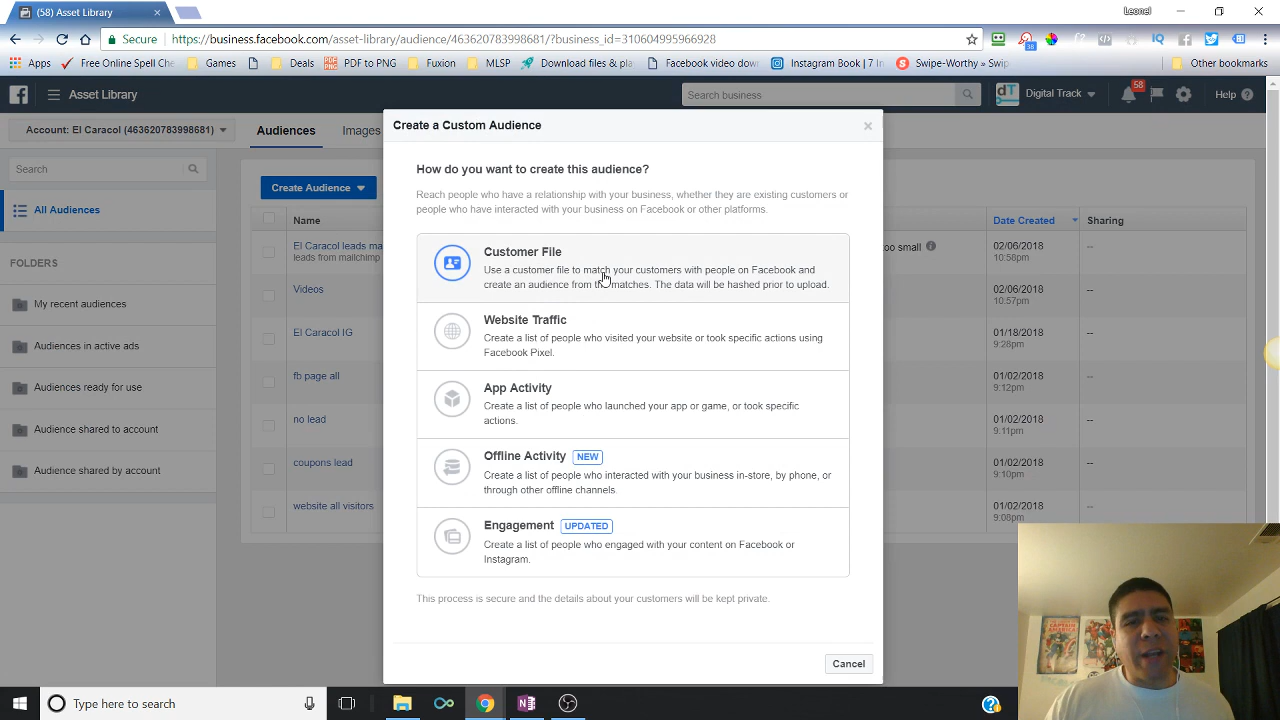 (58) Asset Library
Leonel
Secure
https://business.facebook.com/asset-library/audience/463620783998681/?business_id=310604995966928
38
Apps
Free Online Spell Che
Games
Deals
PDF to PNG
Fuxion
MLSP
Download files & pla
Facebook video down
Instagram Book | 7 In
Swipe-Worthy » Swip
Other bookmarks
Asset Library
Search business
dT
Digital Track
58
Help
Account: El Caracol (463620783998681)
Audiences
Images
Search
All Audiences
FOLDERS
My recent audiences
Audiences in active ads
Audiences ready for use
Audience shared to account
Audience shared by account
Create Audience
Name
Date Created
Sharing
El Caracol leads ma
leads from mailchimp
too small
02/06/2018
10:58pm
--
Videos
02/06/2018
10:57pm
--
El Caracol IG
01/18/2018
9:28pm
--
fb page all
01/02/2018
9:12pm
--
no lead
01/02/2018
9:11pm
--
coupons lead
01/02/2018
9:10pm
--
website all visitors
01/02/2018
9:08pm
--
Create a Custom Audience
How do you want to create this audience?
Reach people who have a relationship with your business, whether they are existing customers or
people who have interacted with your business on Facebook or other platforms.
Customer File
Use a customer file to match your customers with people on Facebook and
create an audience from matches. The data will be hashed prior to upload.
Website Traffic
Create a list of people who visited your website or took specific actions using
Facebook Pixel.
App Activity
Create a list of people who launched your app or game, or took specific
actions.
Offline Activity NEW
Create a list of people who interacted with your business in-store, by phone, or
through other offline channels.
Engagement UPDATED
Create a list of people who engaged with your content on Facebook or
Instagram.
This process is secure and the details about your customers will be kept private.
Cancel
Type here to search